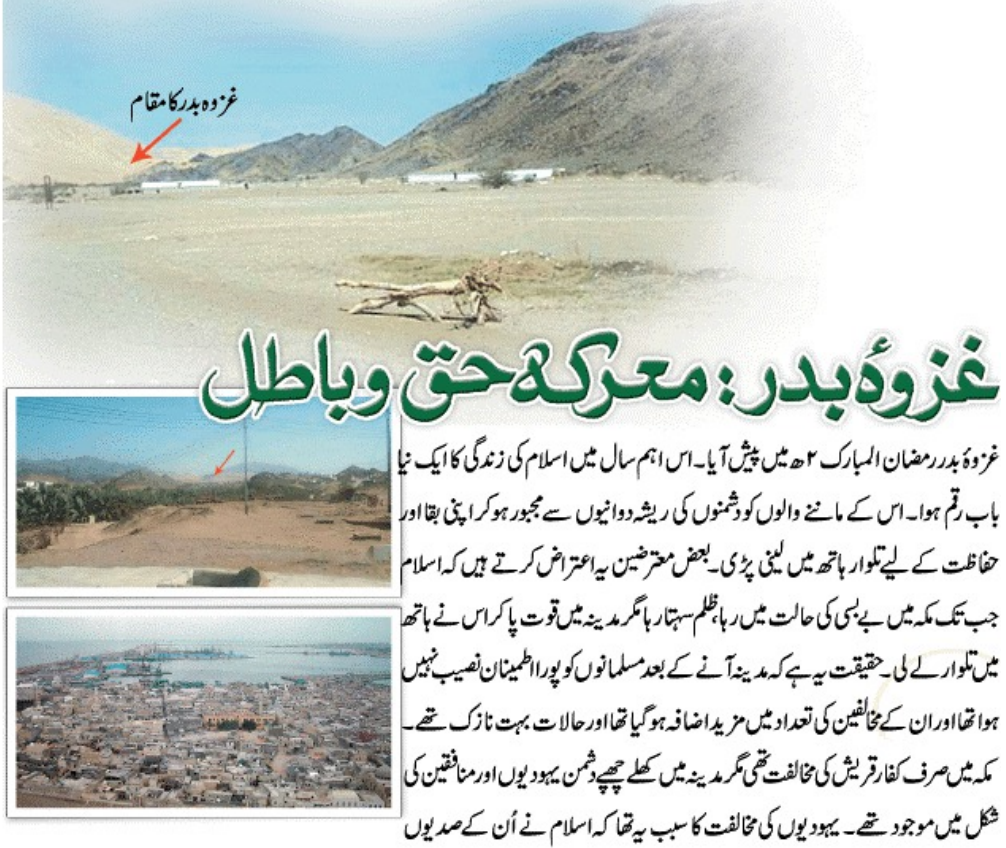 غزوہ بدر کا مقام
غزوۂ بدر: معرکۂ حق و باطل
غزوۂ بدر رمضان المبارک ۲ھ میں پیش آیا۔ اس اہم سال میں اسلام کی زندگی کا ایک نیا
باب رقم ہوا۔ اس کے ماننے والوں کو دشمنوں کی ریشہ دوانیوں سے مجبور ہو کر اپنی بقا اور
حفاظت کے لیے تلوار ہاتھ میں لینی پڑی۔ بعض معترضین یہ اعتراض کرتے ہیں کہ اسلام
جب تک مکہ میں بے بسی کی حالت میں رہا، ظلم سہتا رہا مگر مدینہ میں قوت پا کر اس نے ہاتھ
میں تلوار لے لی۔ حقیقت یہ ہے کہ مدینہ آنے کے بعد مسلمانوں کو پورا اطمینان نصیب نہیں
ہوا تھا اور ان کے مخالفین کی تعداد میں مزید اضافہ ہو گیا تھا اور حالات بہت نازک تھے۔
مکہ میں صرف کفار قریش کی مخالفت تھی مگر مدینہ میں کھلے چھپے دشمن یہودیوں اور منافقین کی
شکل میں موجود تھے۔ یہودیوں کی مخالفت کا سبب یہ تھا کہ اسلام نے اُن کے صدیوں